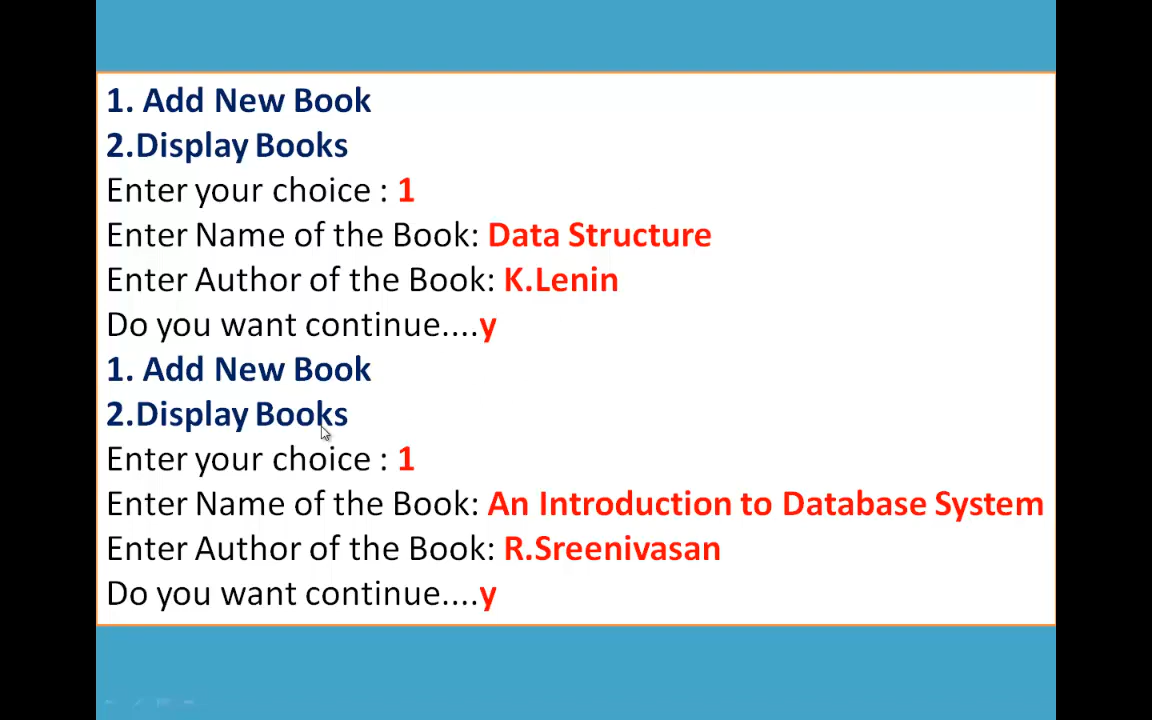 1. Add New Book
2.Display Books
Enter your choice : 1
Enter Name of the Book: Data Structure
Enter Author of the Book: K.Lenin
Do you want continue....y
1. Add New Book
2.Display Books
Enter your choice : 1
Enter Name of the Book: An Introduction to Database System
Enter Author of the Book: R.Sreenivasan
Do you want continue....y